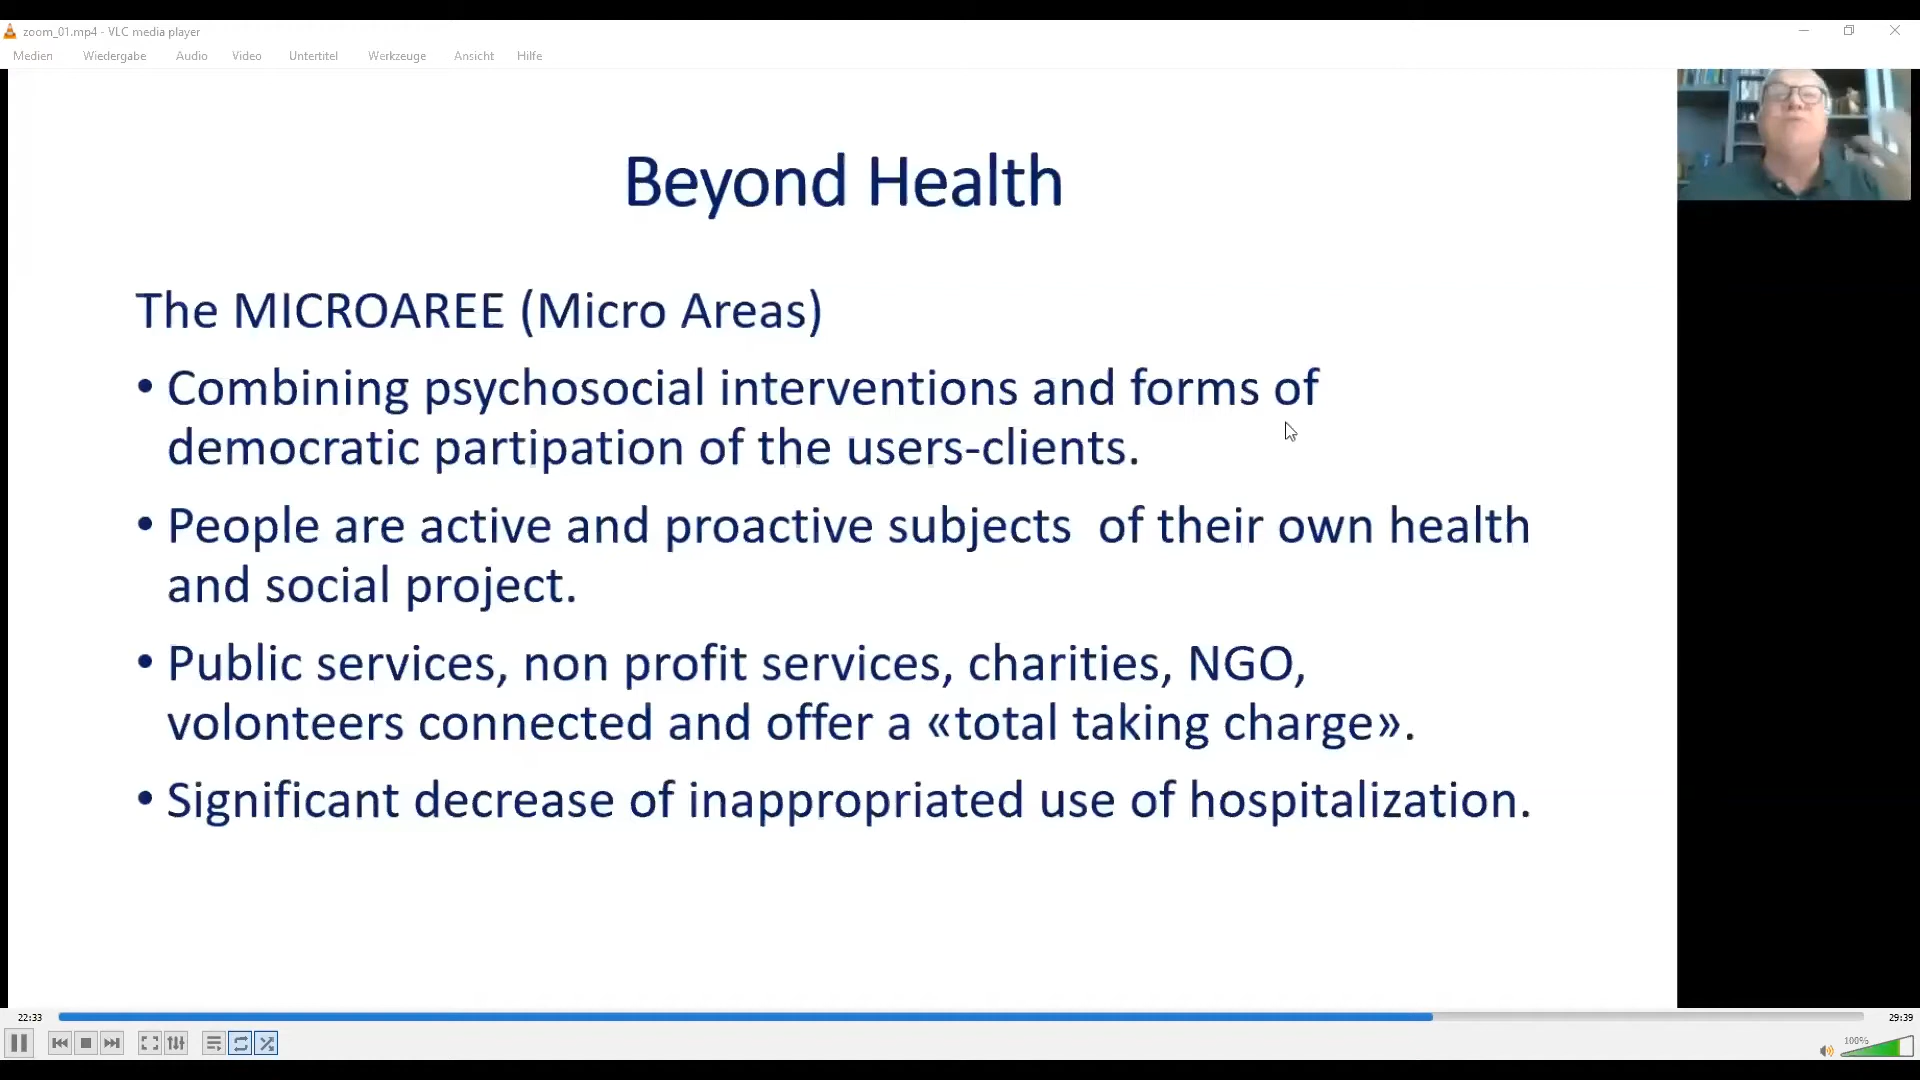 zoom_01.mp4 - VLC media player
Medien Wiedergabe Audio Video Untertitel Werkzeuge Ansicht Hilfe
Beyond Health
The MICROAREE (Micro Areas)
• Combining psychosocial interventions and forms of
democratic partipation of the users-clients.
• People are active and proactive subjects of their own health
and social project.
• Public services, non profit services, charities, NGO,
volonteers connected and offer a «total taking charge».
• Significant decrease of inappropriated use of hospitalization.
22:33 29:39
100%